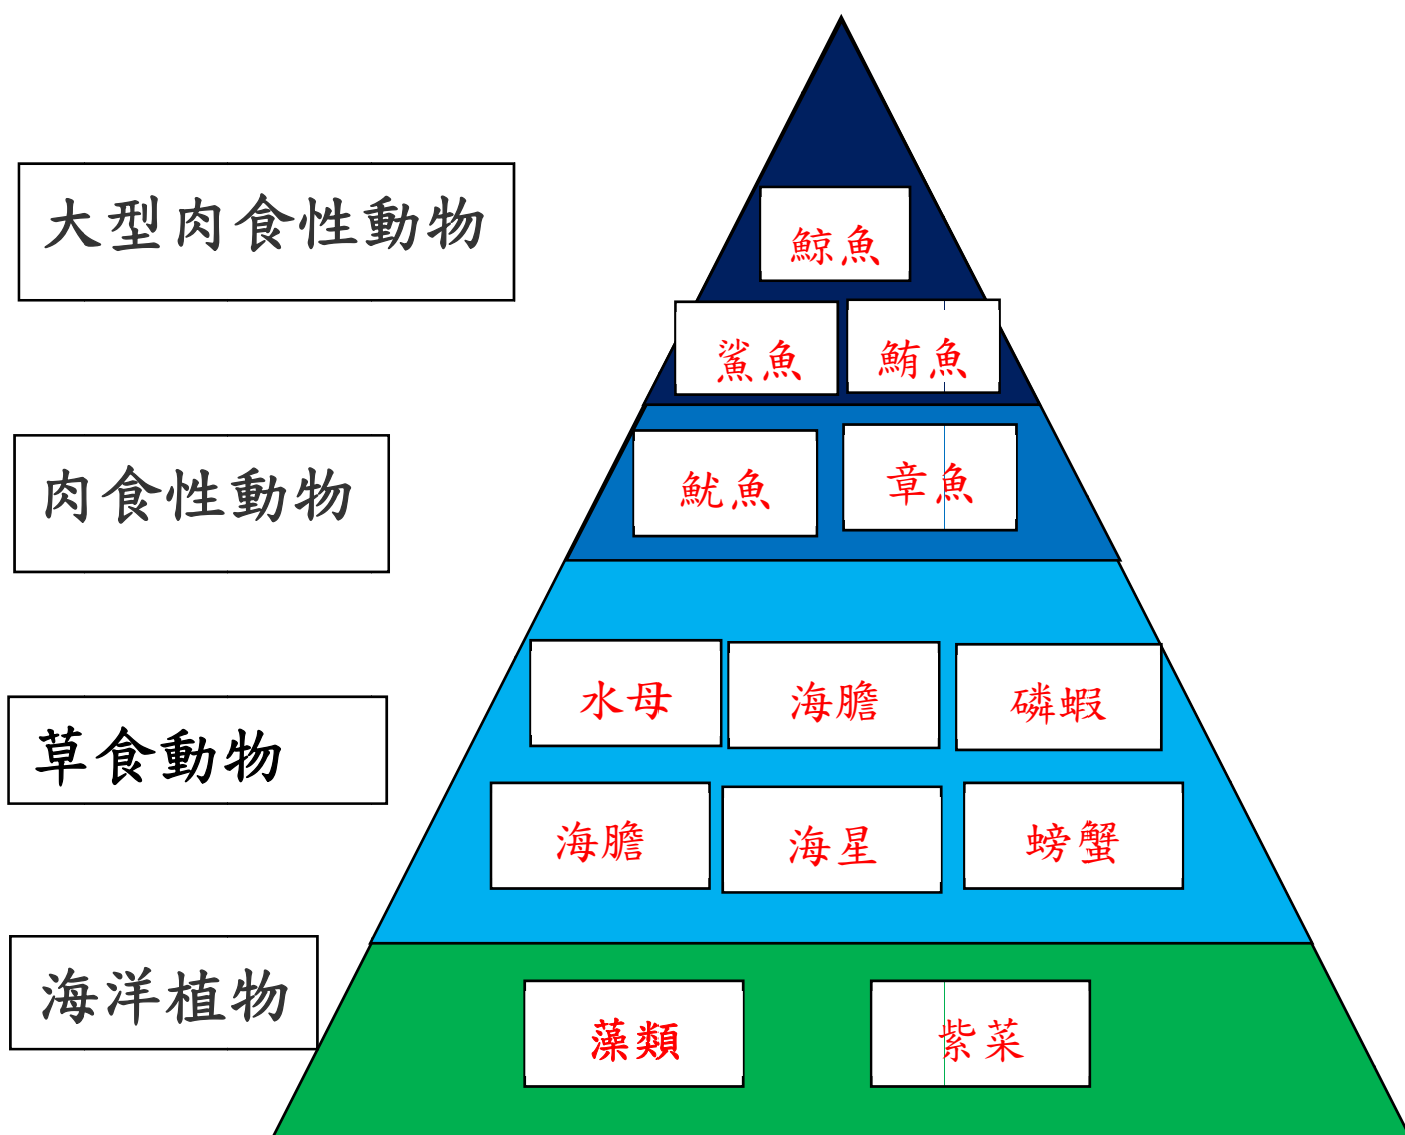 大型肉食性動物
鯨魚
鯊魚
鮪魚
肉食性動物
魷魚
章魚
草食動物
水母
海膽
磷蝦
海膽
海星
螃蟹
海洋植物
藻類
紫菜